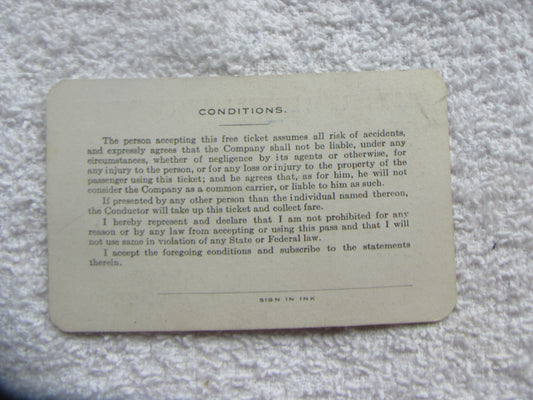 CONDITIONS.
The person accepting this free ticket assumes all risk of accidents,
and expressly agrees that the Company shall not be liable, under any
circumstances, whether of negligence by its agents or otherwise, for
any injury to the person, or for any loss or injury to the property of the
passenger using this ticket; and he agrees that, as for him, he will not
consider the Company as a common carrier, or liable to him as such.
If presented by any other person than the individual named thereon,
the Conductor will take up this ticket and collect fare.
I hereby represent and declare that I am not prohibited for any
reason or by any law from accepting or using this pass and that I will
not use same in violation of any State or Federal law.
I accept the foregoing conditions and subscribe to the statements
therein.
SIGN IN INK